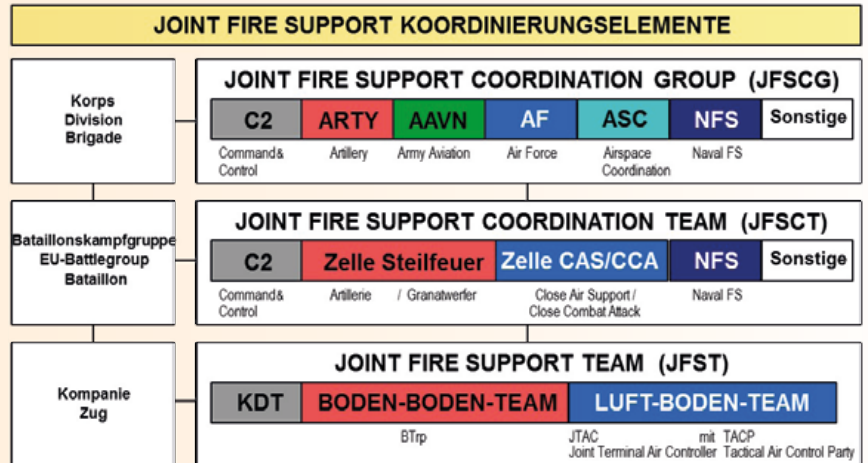 JOINT FIRE SUPPORT KOORDINIERUNGSELEMENTE
Korps
Division
Brigade
JOINT FIRE SUPPORT COORDINATION GROUP (JFSCG)
C2 ARTY AAVN AF ASC NFS Sonstige
Command& Artillery Army Aviation Air Force Airspace Naval FS
Control Coordination
Bataillonskampfgruppe
EU-Battlegroup
Bataillon
JOINT FIRE SUPPORT COORDINATION TEAM (JFSCT)
C2 Zelle Steilfeuer Zelle CAS/CCA NFS Sonstige
Command& Artillerie / Granatwerfer Close Air Support / Naval FS
Control Close Combat Attack
Kompanie
Zug
JOINT FIRE SUPPORT TEAM (JFST)
KDT BODEN-BODEN-TEAM LUFT-BODEN-TEAM
BTrp JTAC mit TACP
Joint Terminal Air Controller Tactical Air Control Party